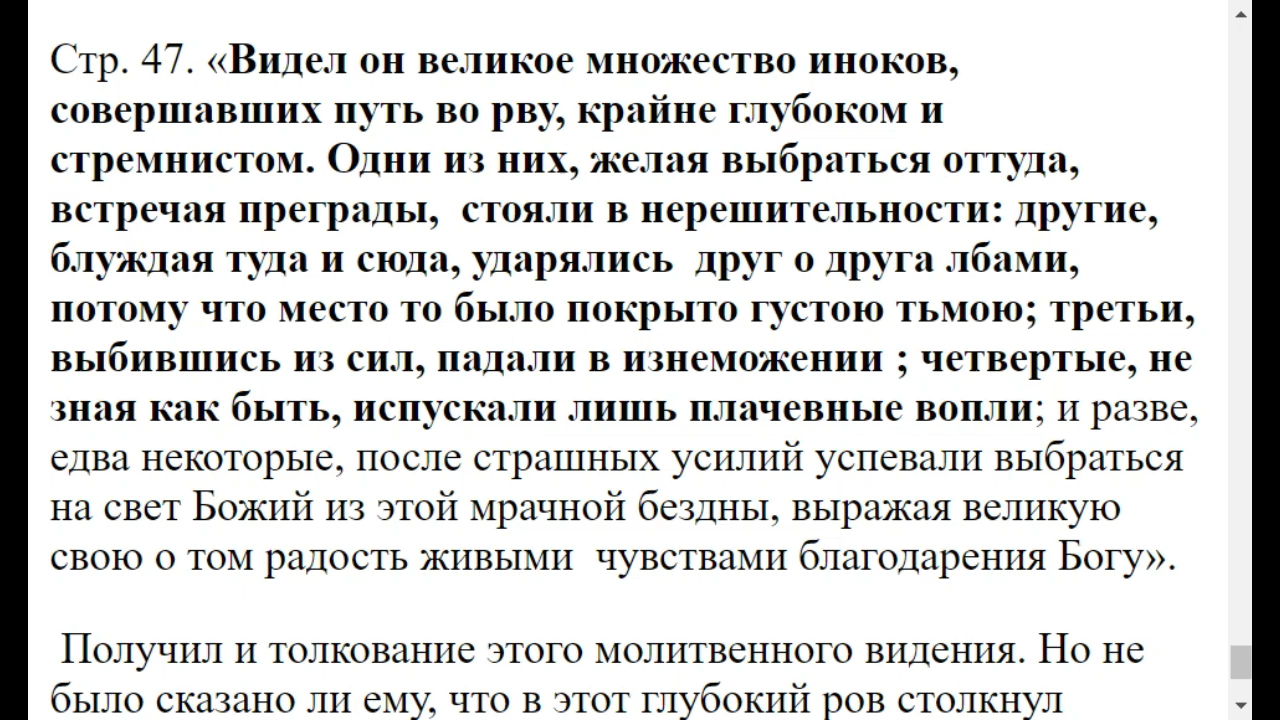 Стр. 47. «Видел он великое множество иноков,
совершавших путь во рву, крайне глубоком и
стремнистом. Одни из них, желая выбраться оттуда,
встречая преграды,  стояли в нерешительности: другие,
блуждая туда и сюда, ударялись  друг о друга лбами,
потому что место то было покрыто густою тьмою; третьи,
выбившись из сил, падали в изнеможении ; четвертые, не
зная как быть, испускали лишь плачевные вопли; и разве,
едва некоторые, после страшных усилий успевали выбраться
на свет Божий из этой мрачной бездны, выражая великую
свою о том радость живыми  чувствами благодарения Богу».
Получил и толкование этого молитвенного видения. Но не
было сказано ли ему, что в этот глубокий ров столкнул